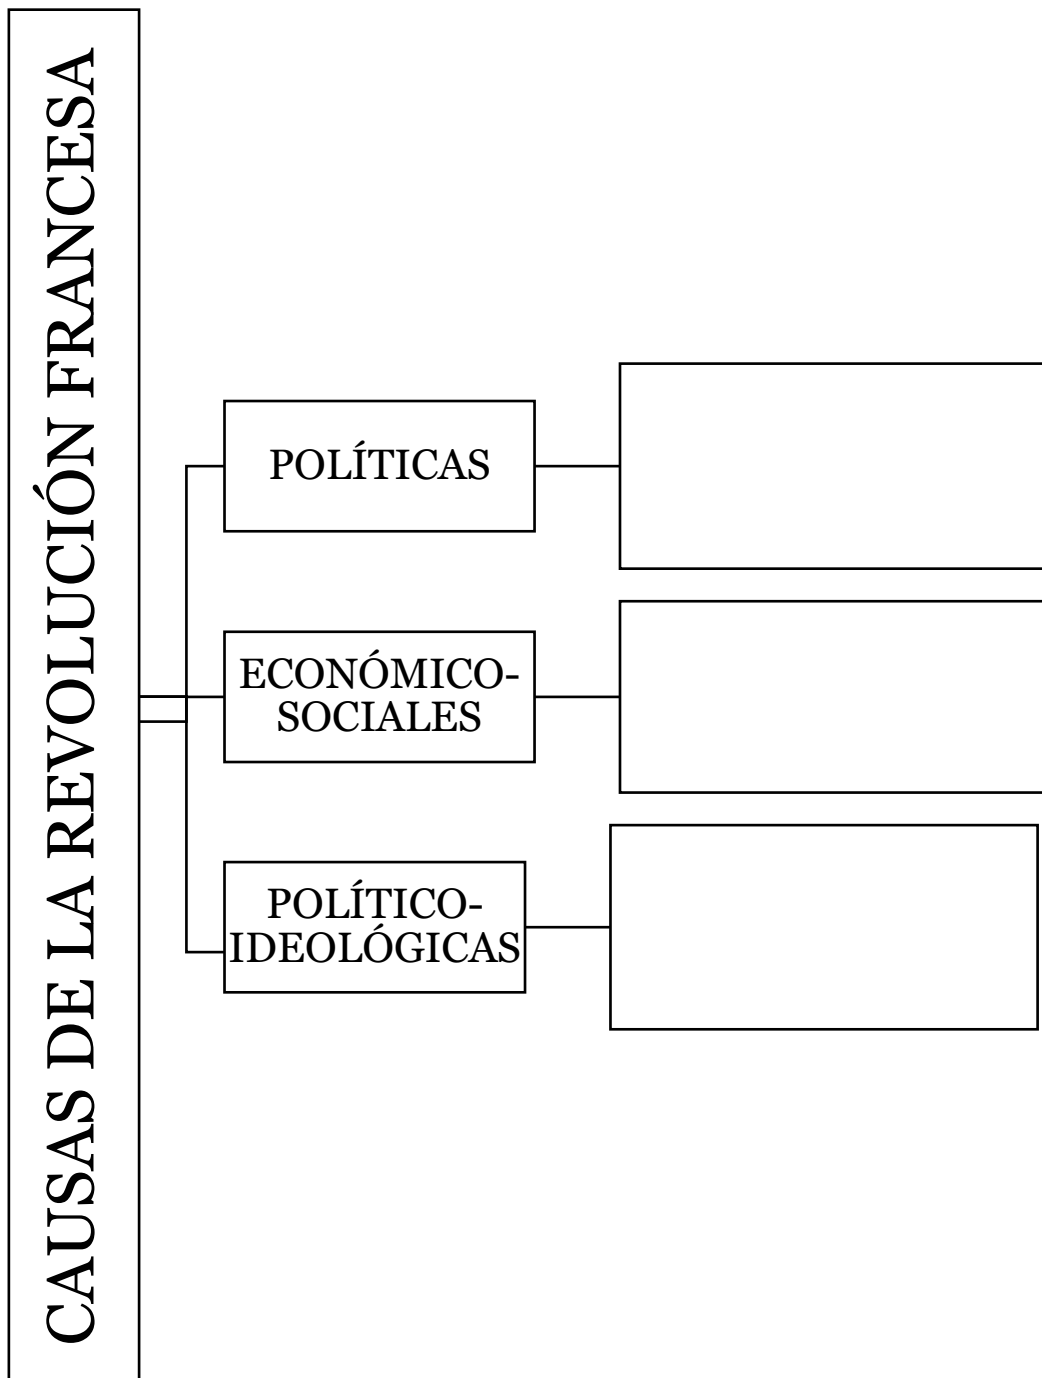 CAUSAS DE LA REVOLUCIÓN FRANCESA
POLÍTICAS
ECONÓMICO-
SOCIALES
POLÍTICO-
IDEOLÓGICAS